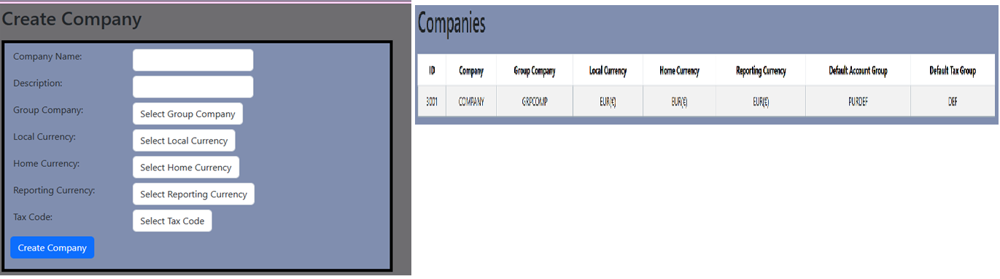 Create Company
Company Name:
Description:
Group Company: Select Group Company
Local Currency: Select Local Currency
Home Currency: Select Home Currency
Reporting Currency: Select Reporting Currency
Tax Code: Select Tax Code
Create Company
Companies
ID Company Group Company Local Currency Home Currency Reporting Currency Default Account Group Default Tax Group
3001 COMPANY GRPCOMP EUR(€) EUR(€) EUR(€) PURDEF DEF